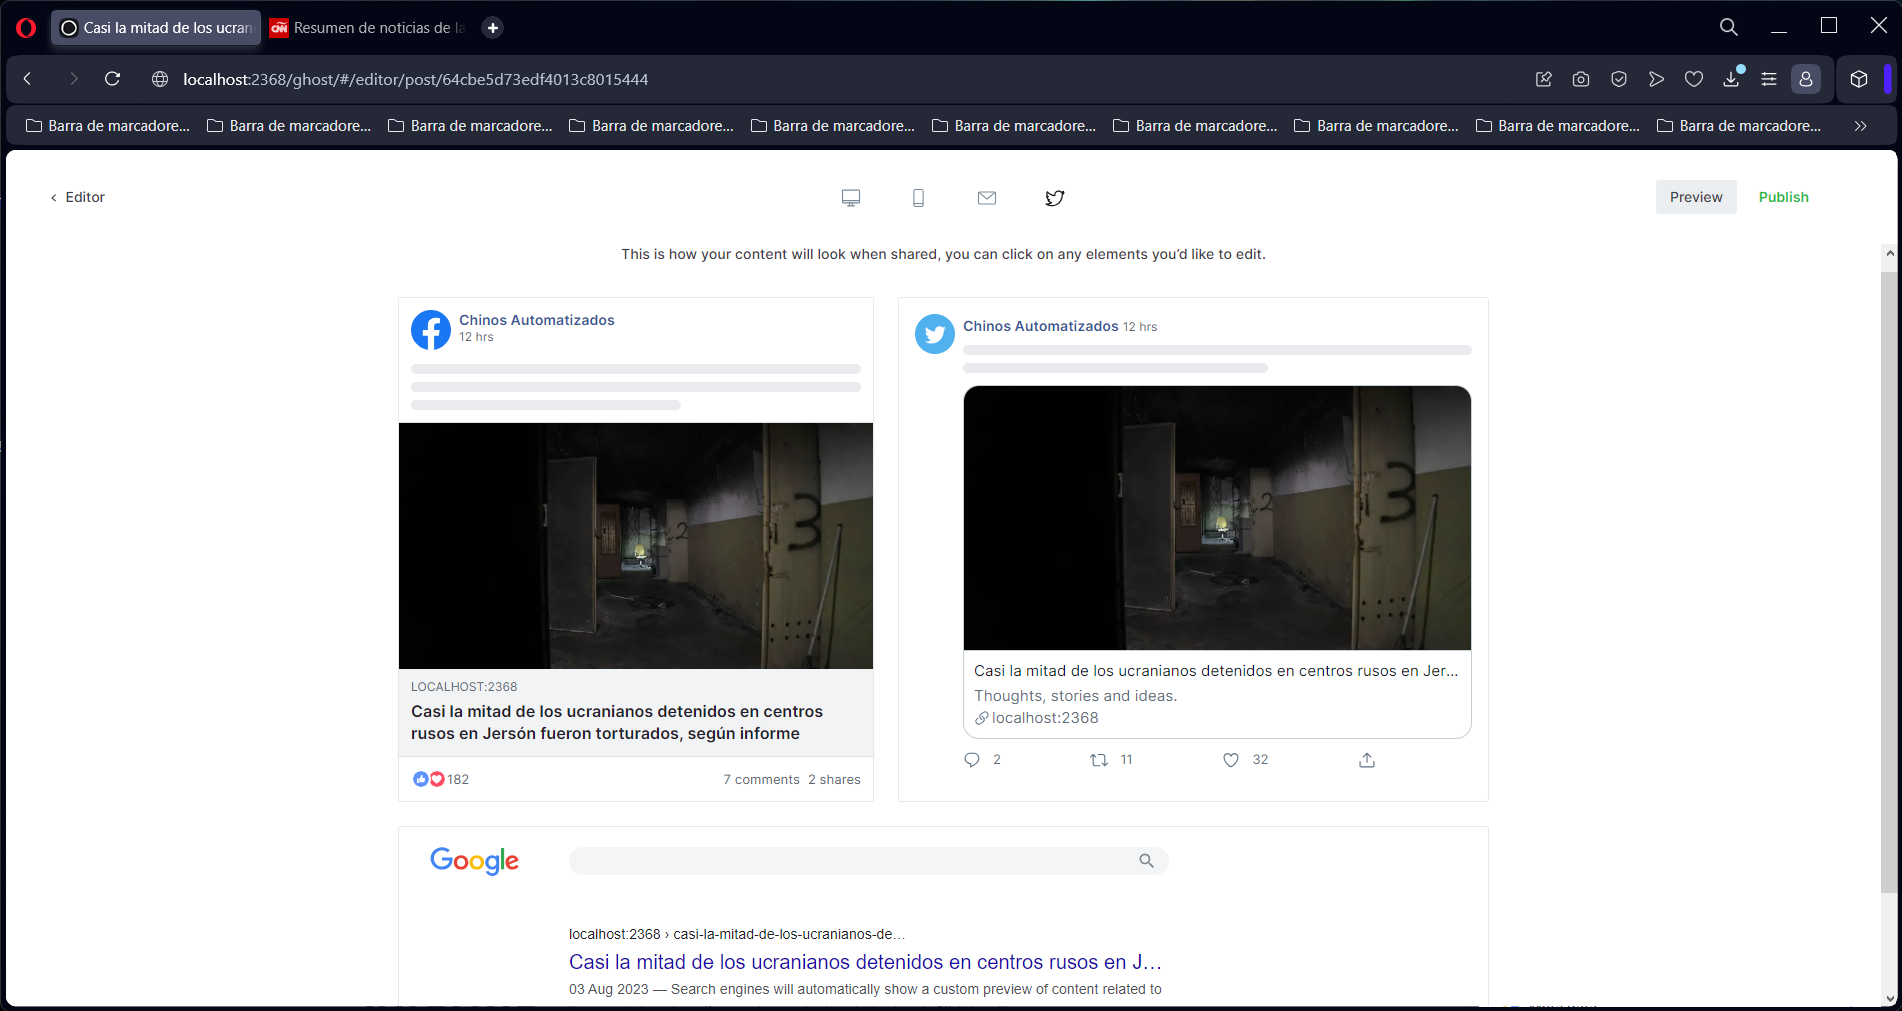 Casi la mitad de los ucran
CNN
Resumen de noticias de la
localhost:2368/ghost/#/editor/post/64cbe5d73edf4013c8015444
Barra de marcadore... Barra de marcadore... Barra de marcadore... Barra de marcadore... Barra de marcadore... Barra de marcadore... Barra de marcadore... Barra de marcadore... Barra de marcadore... Barra de marcadore...
Editor
Preview
Publish
This is how your content will look when shared, you can click on any elements you’d like to edit.
Chinos Automatizados
12 hrs
2
3
LOCALHOST:2368
Casi la mitad de los ucranianos detenidos en centros
rusos en Jersón fueron torturados, según informe
182
7 comments 2 shares
Chinos Automatizados 12 hrs
2
3
Casi la mitad de los ucranianos detenidos en centros rusos en Jer...
Thoughts, stories and ideas.
localhost:2368
2
11
32
Google
localhost:2368 › casi-la-mitad-de-los-ucranianos-de...
Casi la mitad de los ucranianos detenidos en centros rusos en J...
03 Aug 2023 — Search engines will automatically show a custom preview of content related to